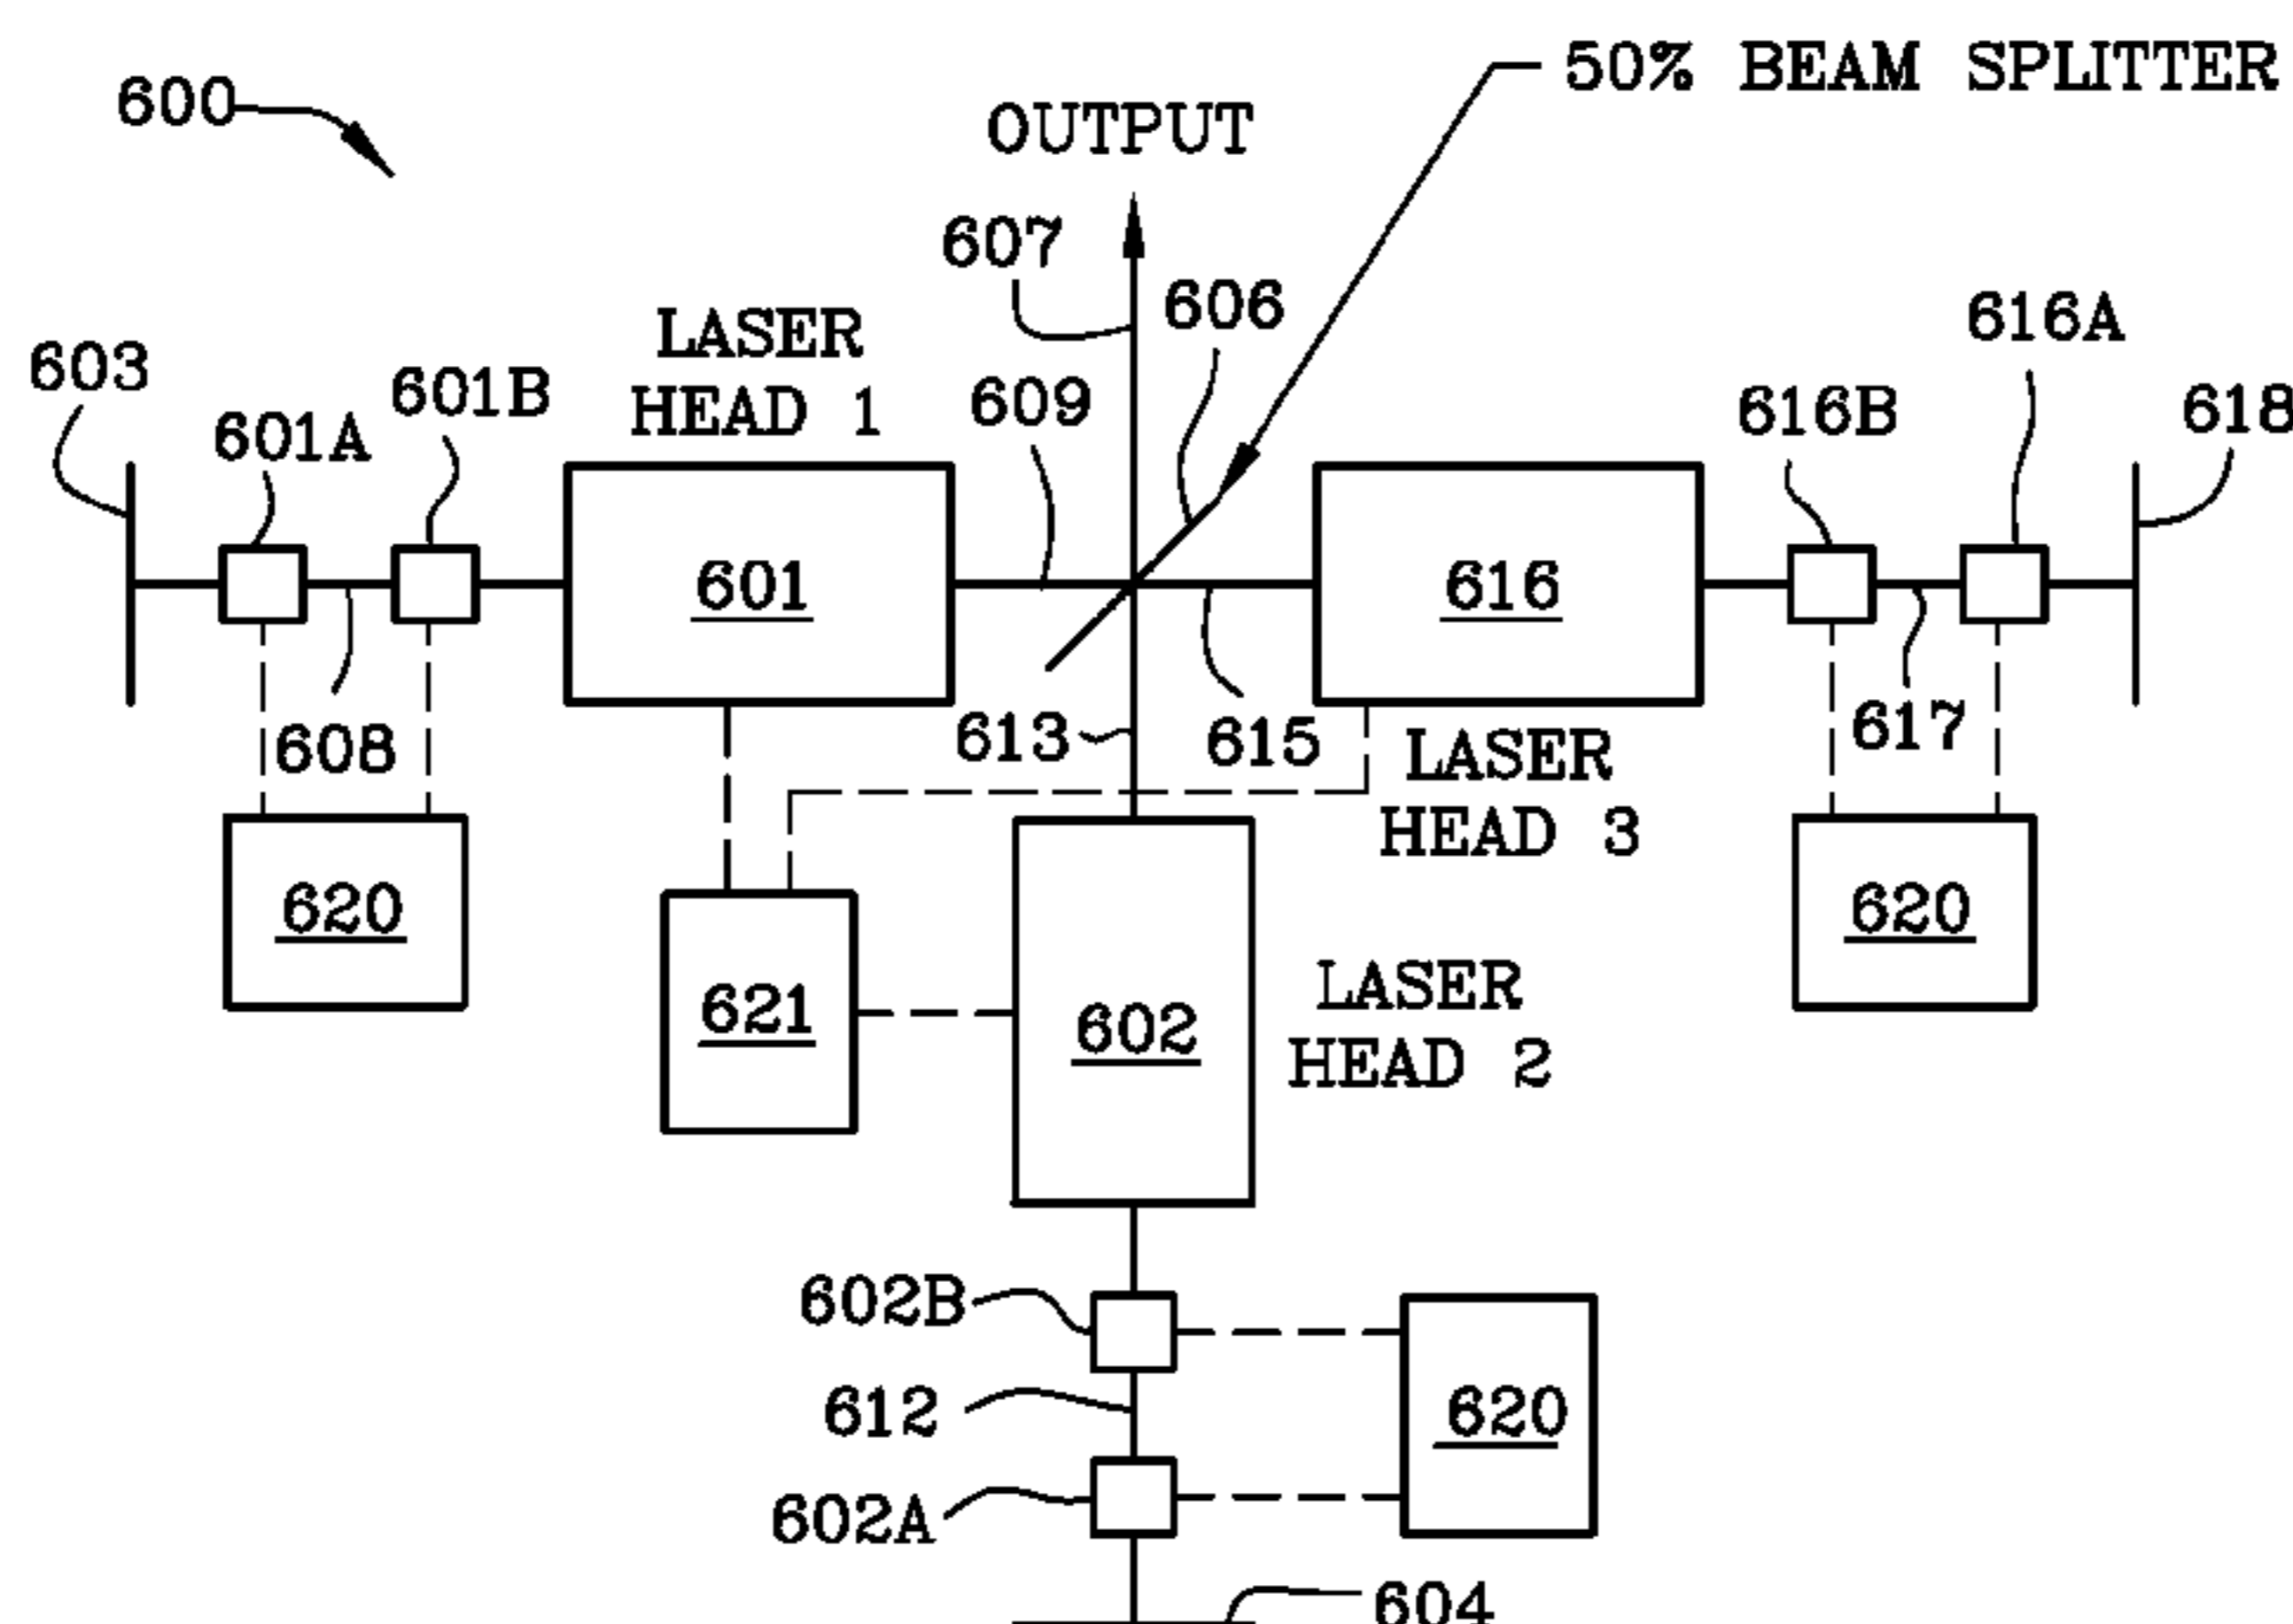 50% BEAM SPLITTER
600
OUTPUT
607
606
616A
LASER
HEAD 1
603
601B
609
616B
618
601A
601
616
613
615
617
608
LASER
HEAD 3
620
620
621
602
LASER
HEAD 2
602B
612
620
602A
604